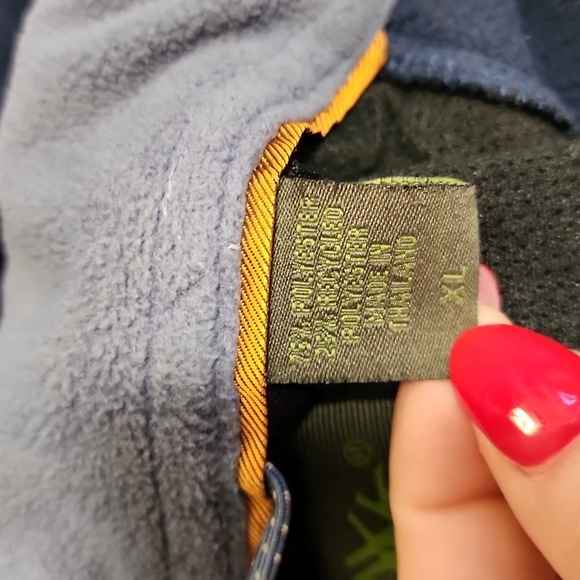 75% POLYESTER
25% RECYCLED
POLYESTER
MADE IN
THAILAND
XL